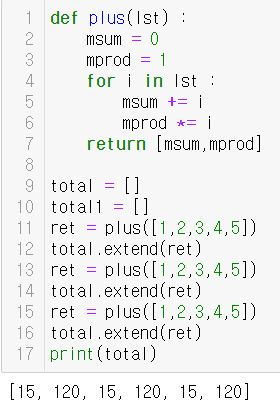 1 def plus(lst) :
2     msum = 0
3     mprod = 1
4     for i in lst :
5         msum += i
6         mprod *= i
7     return [msum,mprod]
8
9 total = []
10 total1 = []
11 ret = plus([1,2,3,4,5])
12 total.extend(ret)
13 ret = plus([1,2,3,4,5])
14 total.extend(ret)
15 ret = plus([1,2,3,4,5])
16 total.extend(ret)
17 print(total)
[15, 120, 15, 120, 15, 120]